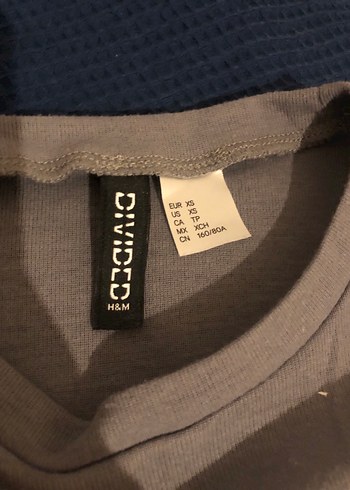 DIVIDED
H&M
EUR XS
US XS
CA TP
MX XCH
CN 160/80A